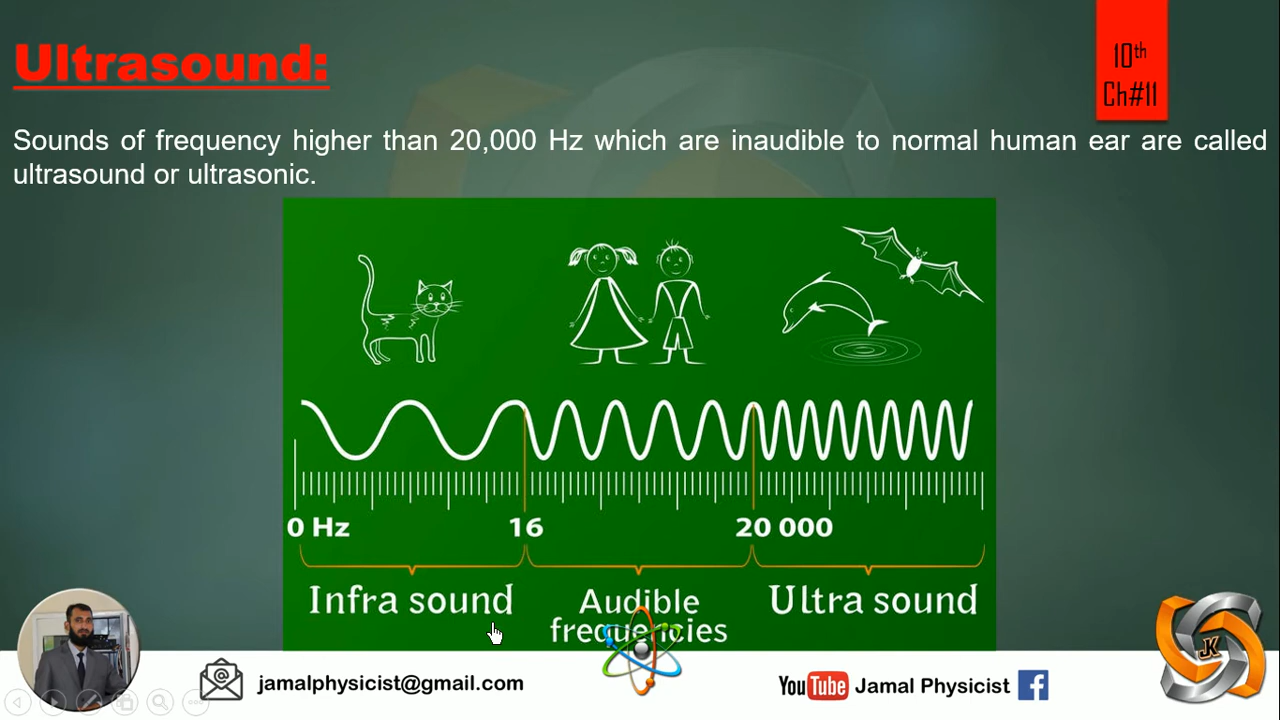 Ultrasound:
10th
Ch#11
Sounds of frequency higher than 20,000 Hz which are inaudible to normal human ear are called
ultrasound or ultrasonic.
0 Hz 16 20 000
Infra sound Audible frequencies Ultra sound
jamalphysicist@gmail.com
YouTube Jamal Physicist f
JK